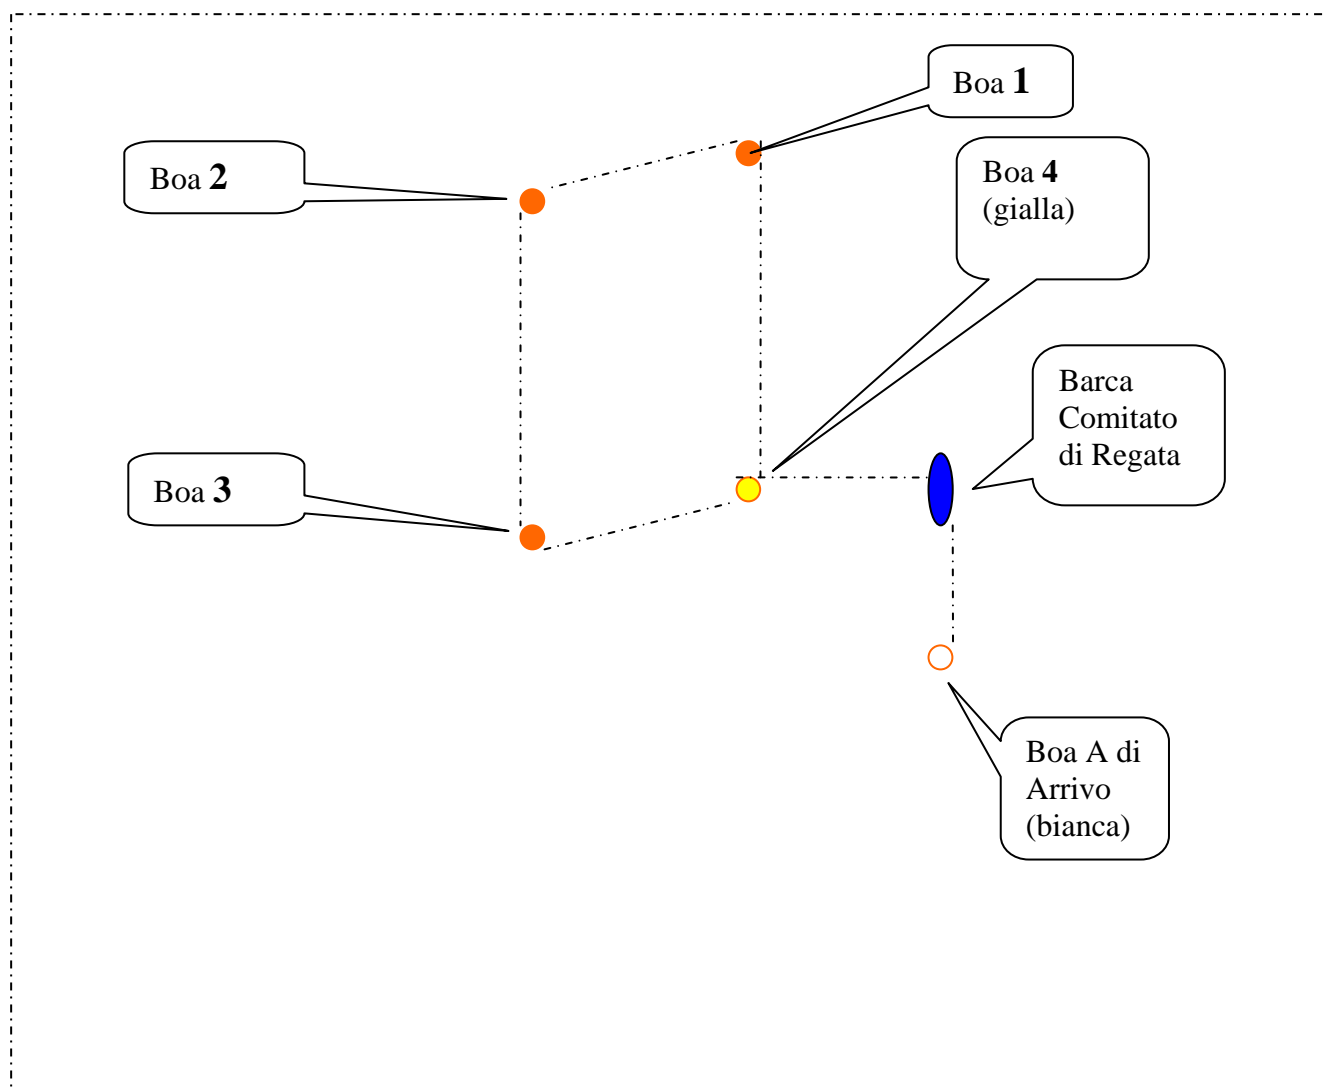 Boa 1
Boa 2
Boa 4
(gialla)
Barca
Comitato
di Regata
Boa 3
Boa A di
Arrivo
(bianca)